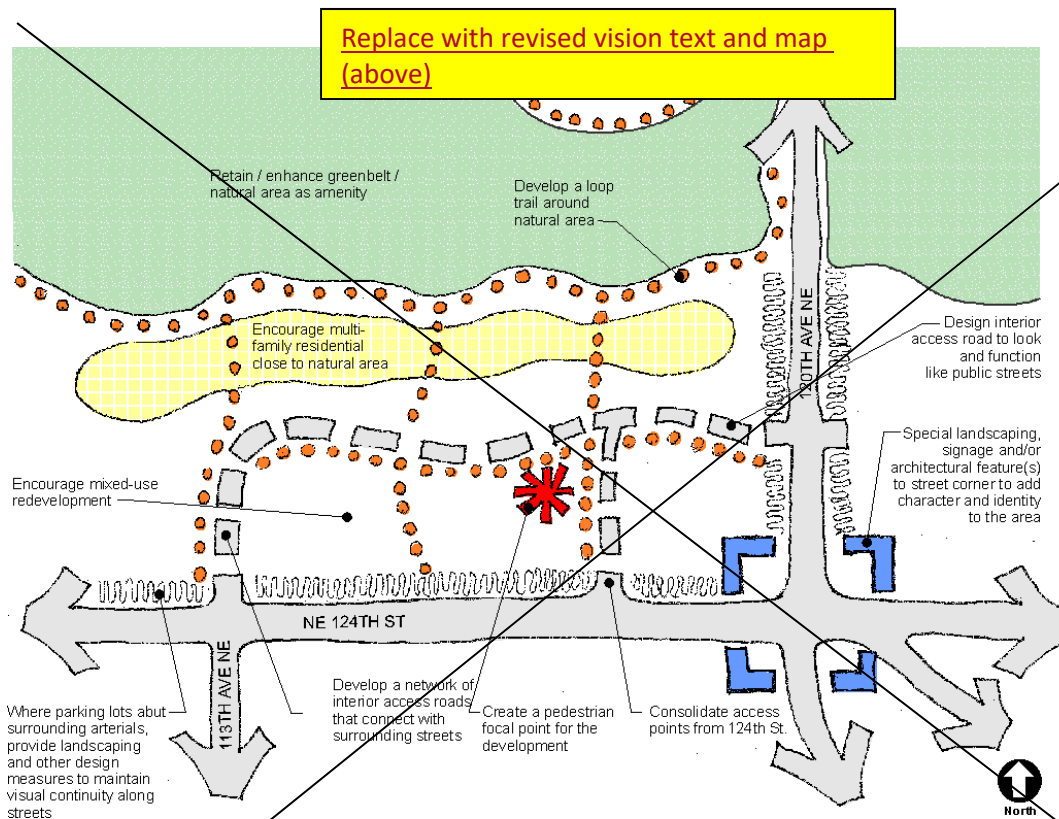 Replace with revised vision text and map
(above)
Retain / enhance greenbelt /
natural area as amenity
Develop a loop
trail around
natural area
Encourage multi-
family residential
close to natural area
120TH AVE NE
Design interior
access road to look
and function
like public streets
Special landscaping,
signage and/or
architectural feature(s)
to street corner to add
character and identity
to the area
Encourage mixed-use
redevelopment
NE 124TH ST
113TH AVE NE
Where parking lots abut
surrounding arterials,
provide landscaping
and other design
measures to maintain
visual continuity along
streets
Develop a network of
interior access roads
that connect with
surrounding streets
Create a pedestrian
focal point for the
development
Consolidate access
points from 124th St.
North